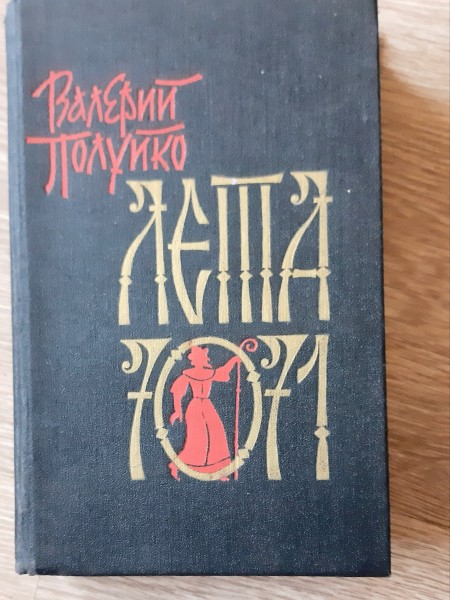 Валерий
Полуйко
ЛЕТА
7071